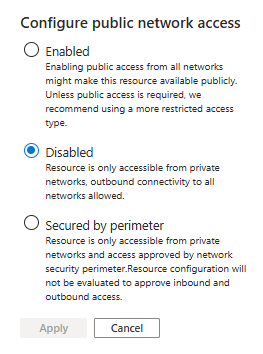 Configure public network access
Enabled
Enabling public access from all networks
might make this resource available publicly.
Unless public access is required, we
recommend using a more restricted access
type.
Disabled
Resource is only accessible from private
networks, outbound connectivity to all
networks allowed.
Secured by perimeter
Resource is only accessible from private
networks and access approved by network
security perimeter.Resource configuration will
not be evaluated to approve inbound and
outbound access.
Apply
Cancel